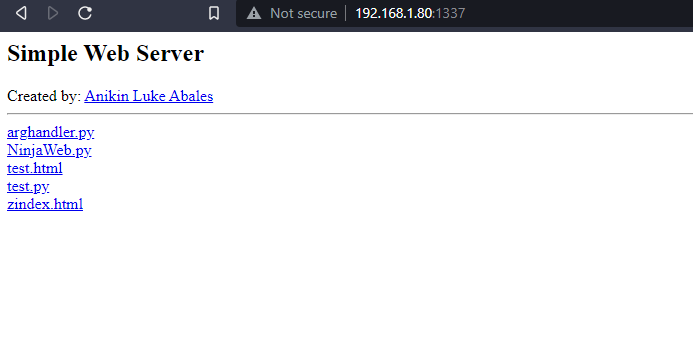 Not secure 192.168.1.80:1337
Simple Web Server
Created by: Anikin Luke Abales
arghandler.py
NinjaWeb.py
test.html
test.py
zindex.html